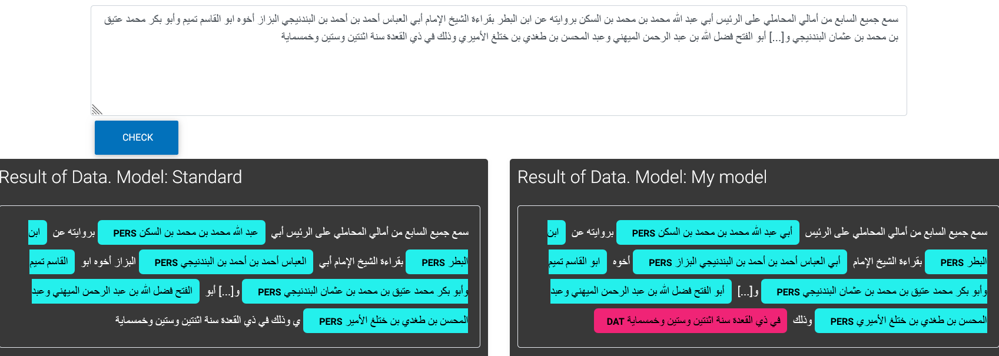 سمع جميع السابع من أمالي المحاملي على الرئيس أبي عبد الله محمد بن محمد بن السكن بروايته عن ابن البطر بقراءة الشيخ الإمام أبي العباس أحمد بن أحمد بن البندنيجي البزاز أخوه ابو القاسم تميم وأبو بكر محمد عتيق
بن محمد بن عثمان البندنيجي و[...] أبو الفتح فضل الله بن عبد الرحمن الميهني وعبد المحسن بن طغدي بن ختلغ الأميري وذلك في ذي القعدة سنة اثنتين وستين وخمسماية
CHECK
Result of Data. Model: Standard
سمع جميع السابع من أمالي المحاملي على الرئيس أبي عبد الله محمد بن محمد بن السكن PERS بروايته عن ابن
البطر PERS بقراءة الشيخ الإمام أبي العباس أحمد بن أحمد بن البندنيجي PERS البزاز أخوه ابو القاسم تميم
وأبو بكر محمد عتيق بن محمد بن عثمان البندنيجي PERS و[...] أبو الفتح فضل الله بن عبد الرحمن الميهني وعبد
المحسن بن طغدي بن ختلغ الأمير PERS ي وذلك في ذي القعدة سنة اثنتين وستين وخمسماية
Result of Data. Model: My model
سمع جميع السابع من أمالي المحاملي على الرئيس أبي عبد الله محمد بن محمد بن السكن PERS بروايته عن ابن
البطر PERS بقراءة الشيخ الإمام أبي العباس أحمد بن أحمد بن البندنيجي البزاز PERS أخوه ابو القاسم تميم
وأبو بكر محمد عتيق بن محمد بن عثمان البندنيجي PERS و[...] أبو الفتح فضل الله بن عبد الرحمن الميهني وعبد
المحسن بن طغدي بن ختلغ الأميري PERS وذلك في ذي القعدة سنة اثنتين وستين وخمسماية DAT